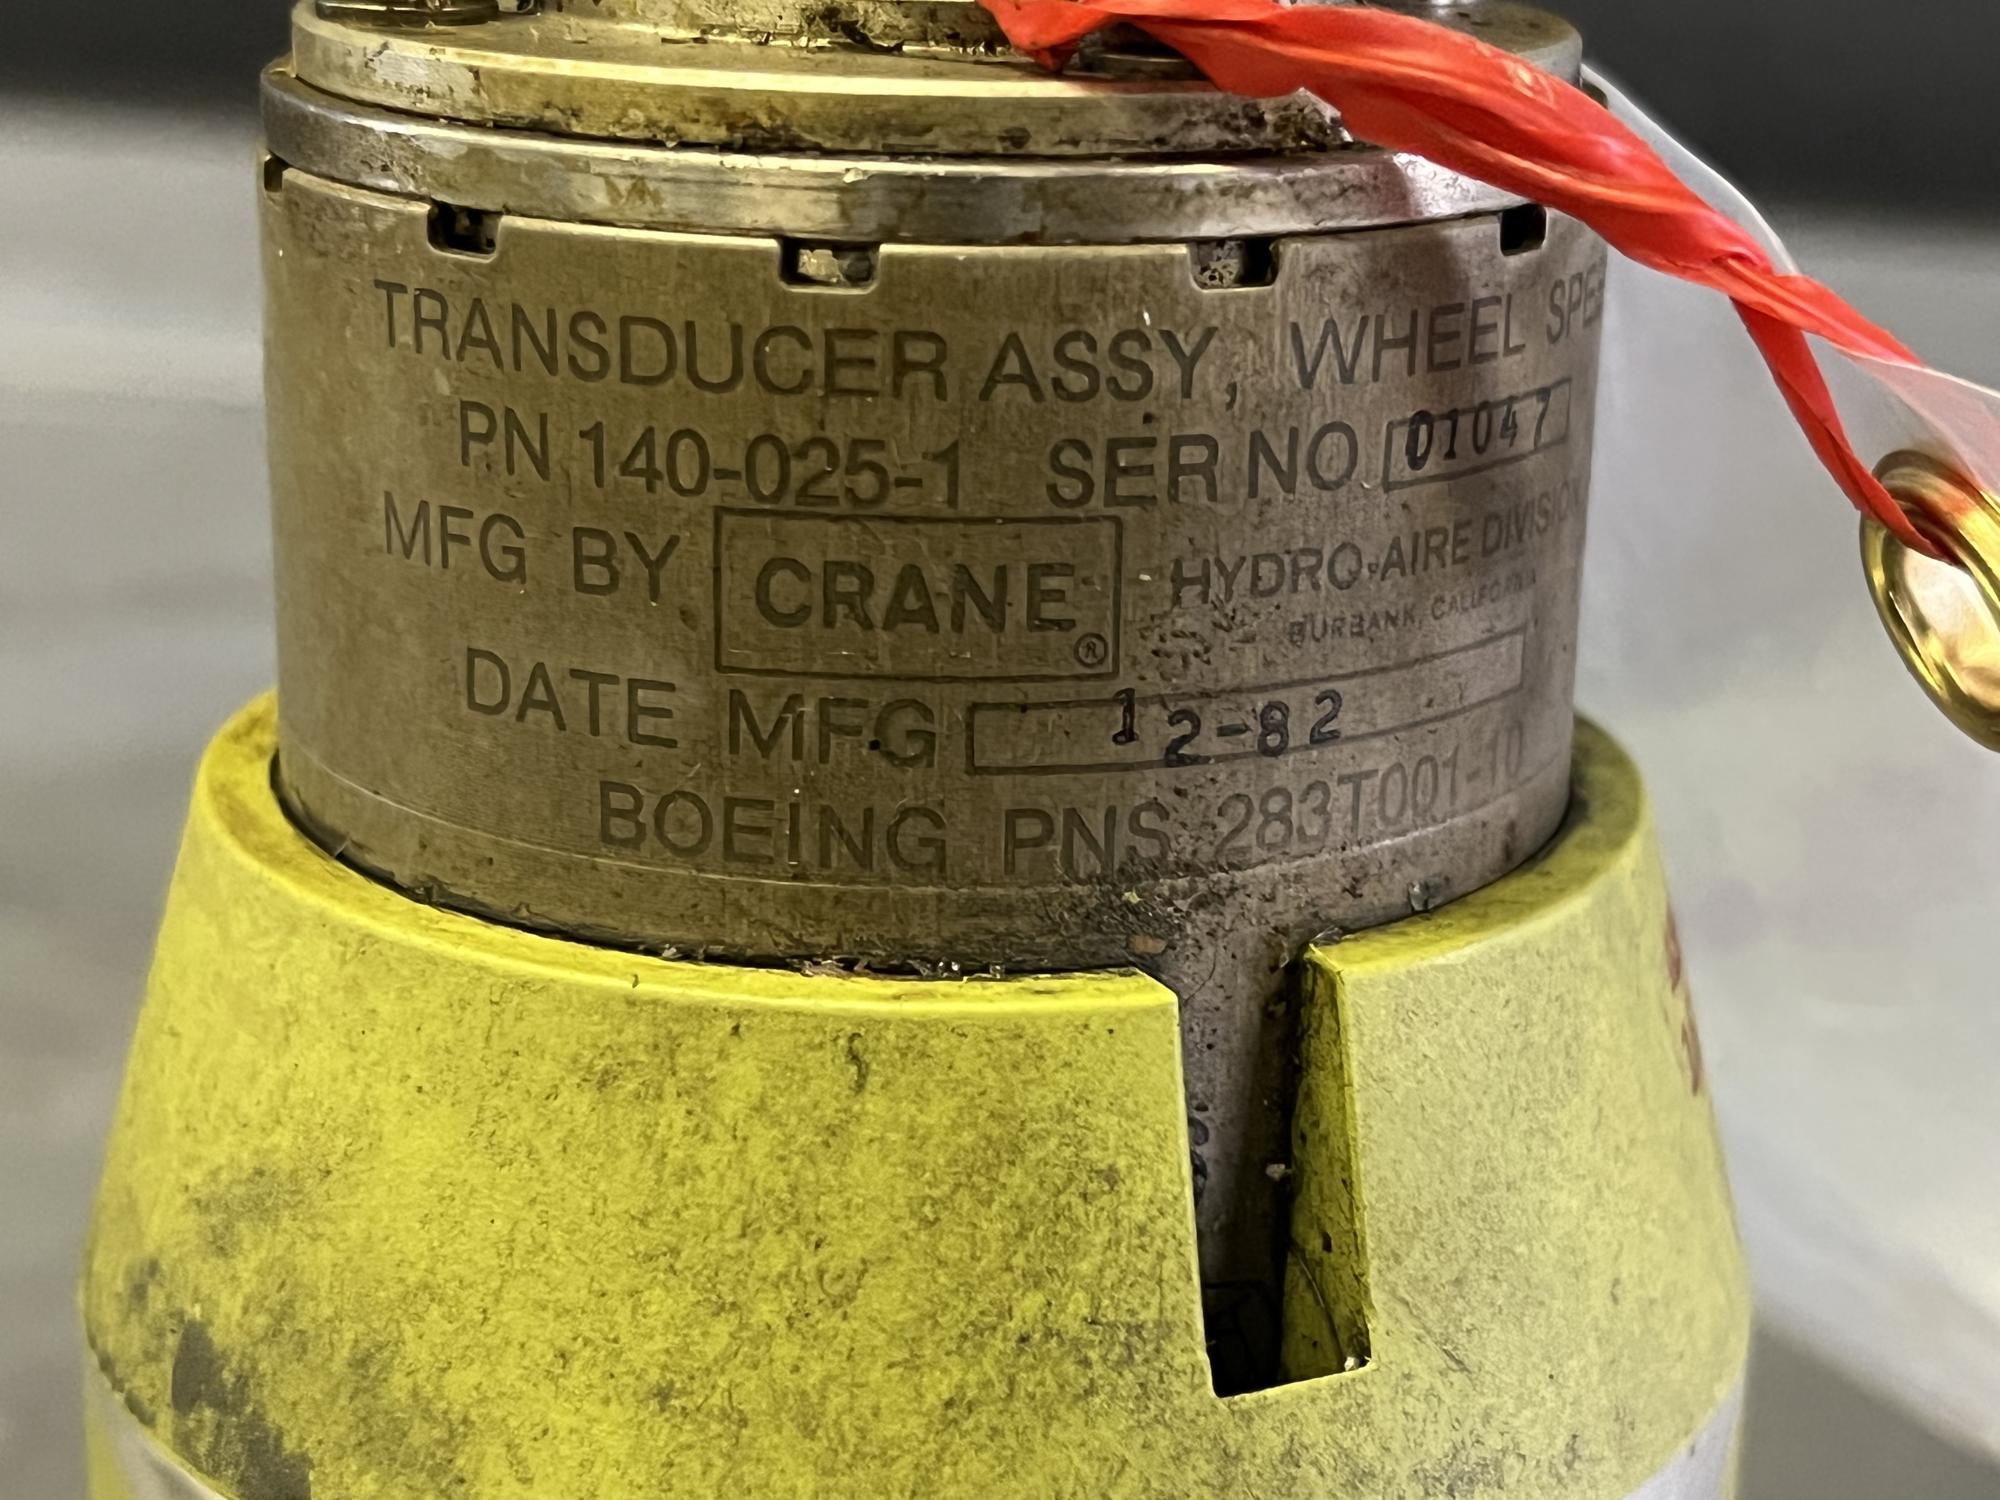 TRANSDUCER ASSY, WHEEL SPEE
PN 140-025-1 SER NO 01047
MFG BY CRANE ® HYDRO-AIRE DIVISION
BURBANK, CALIFORNIA
DATE MFG 12-82
BOEING PNS 283T001-10